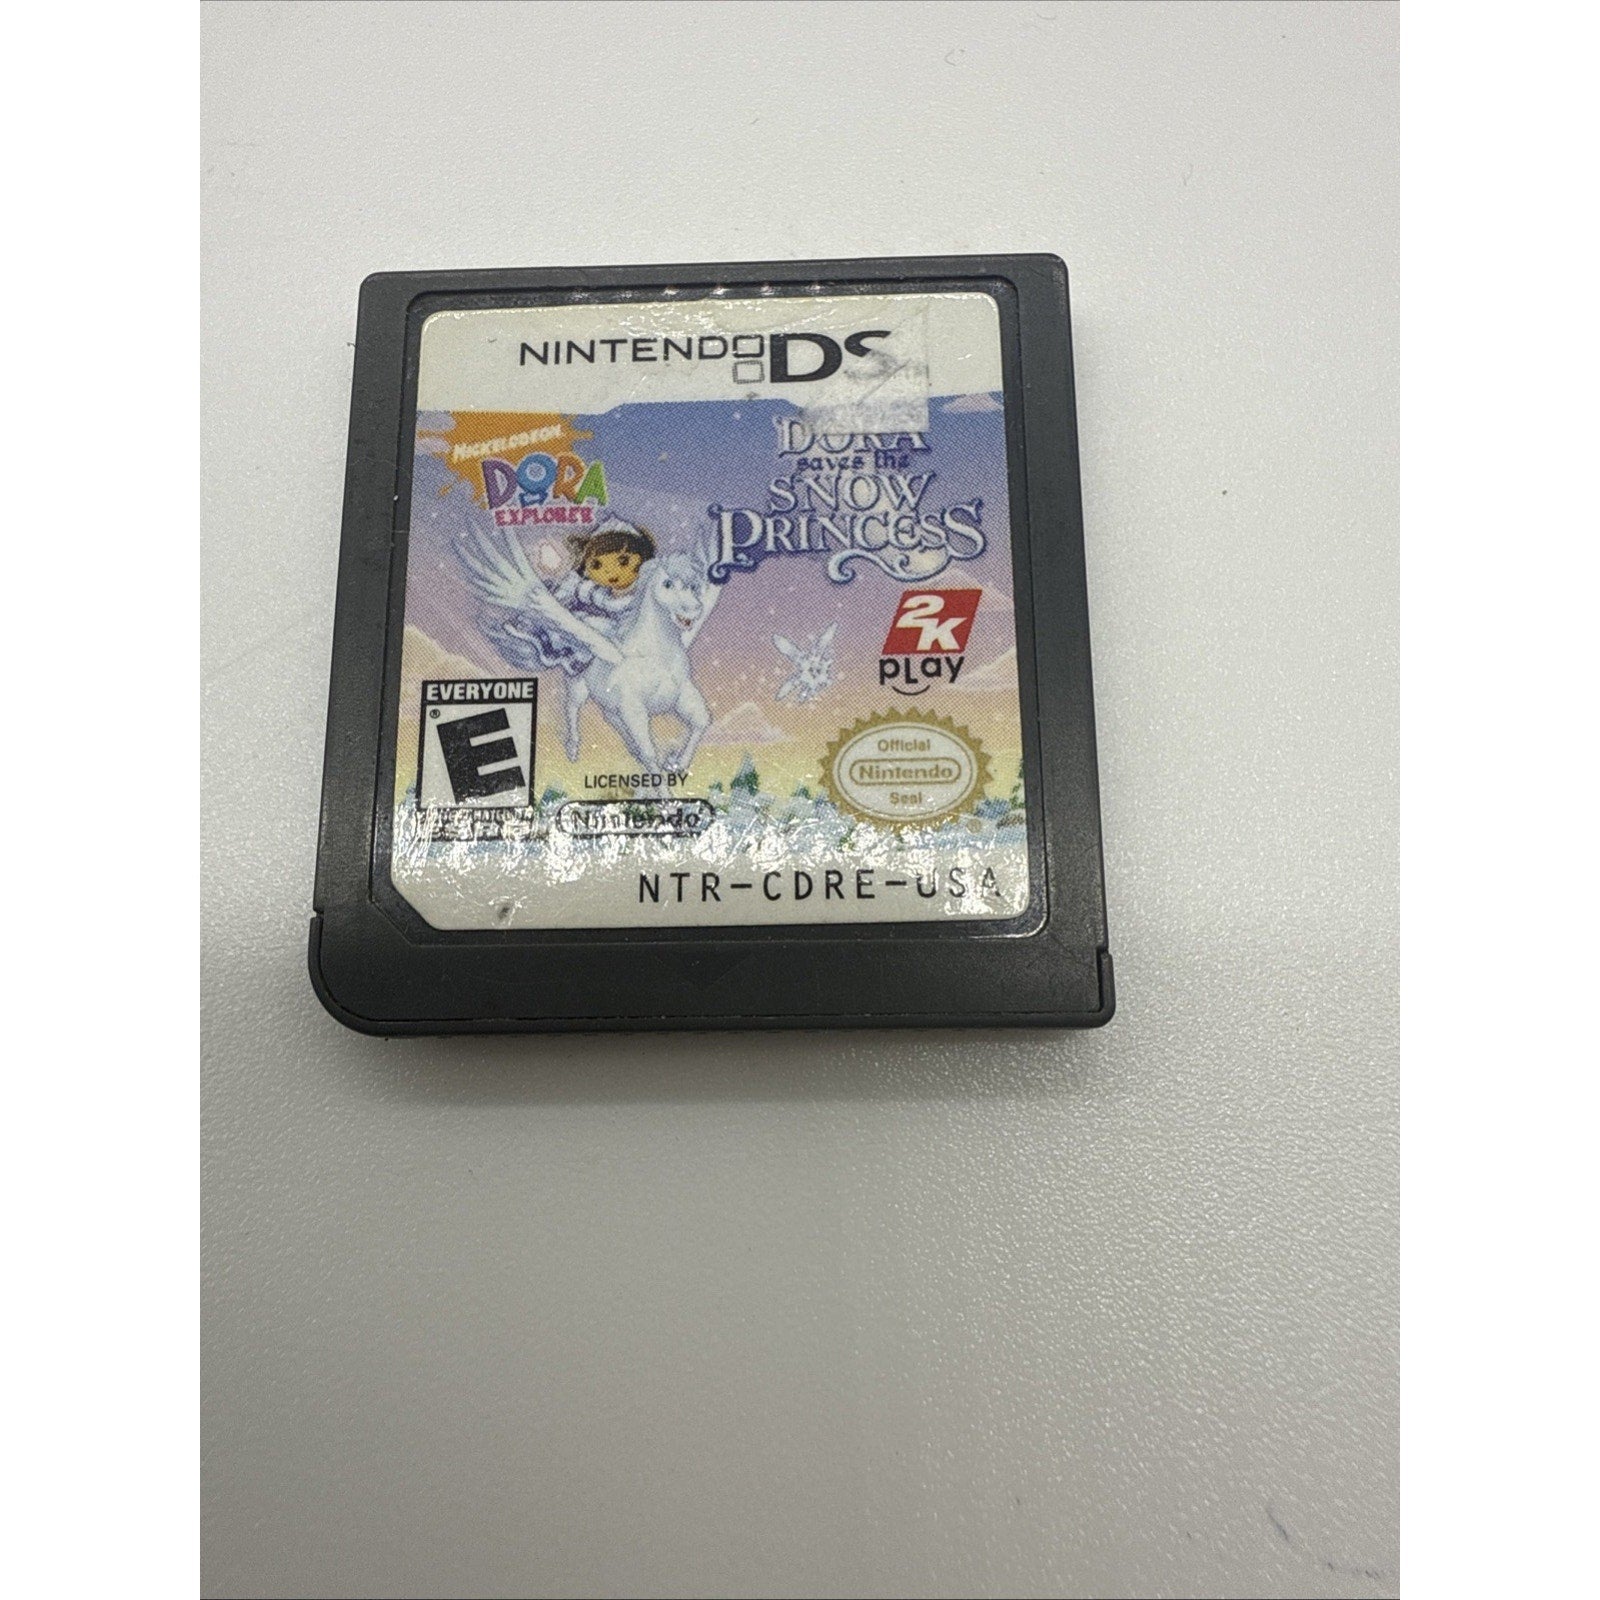 NINTENDO DS
NICKELODEON
DORA
EXPLORER
DORA
saves the
SNOW
PRINCESS
2K
PLAY
EVERYONE
E
LICENSED BY
Nintendo
Official
Nintendo
Seal
NTR-CDRE-USA